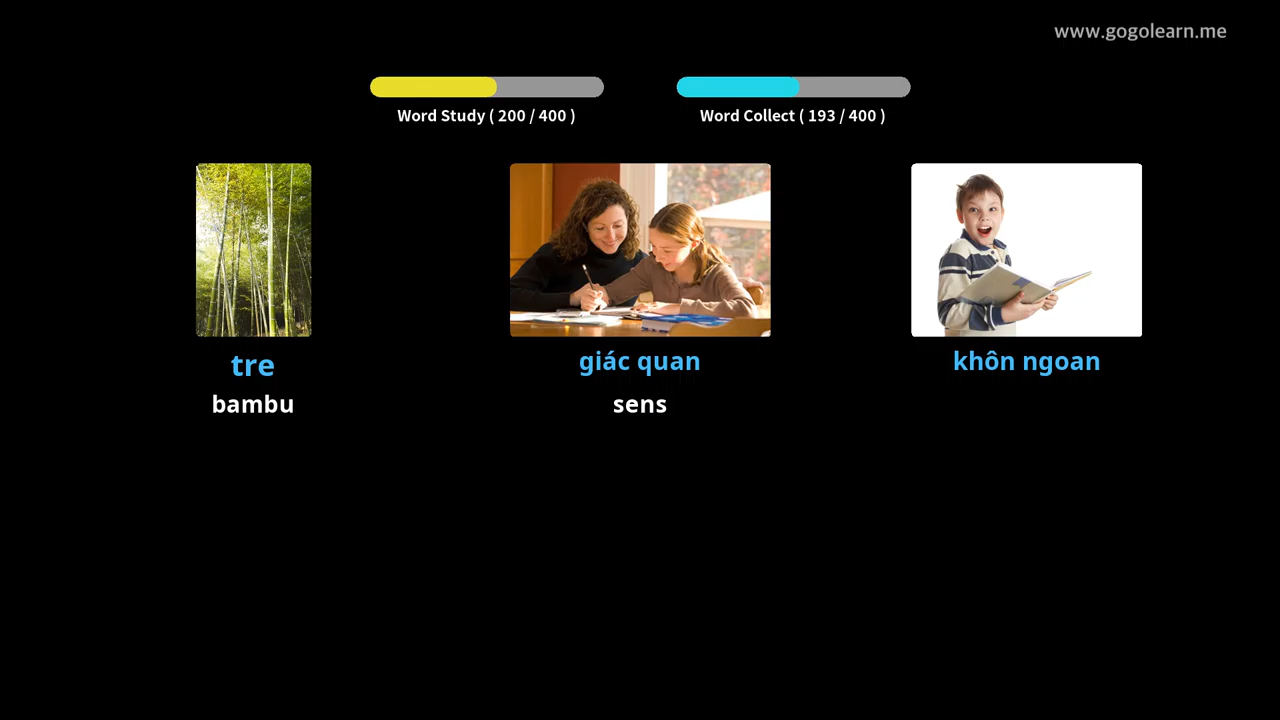 www.gogolearn.me
Word Study ( 200 / 400 )
Word Collect ( 193 / 400 )
tre
giác quan
khôn ngoan
bambu
sens